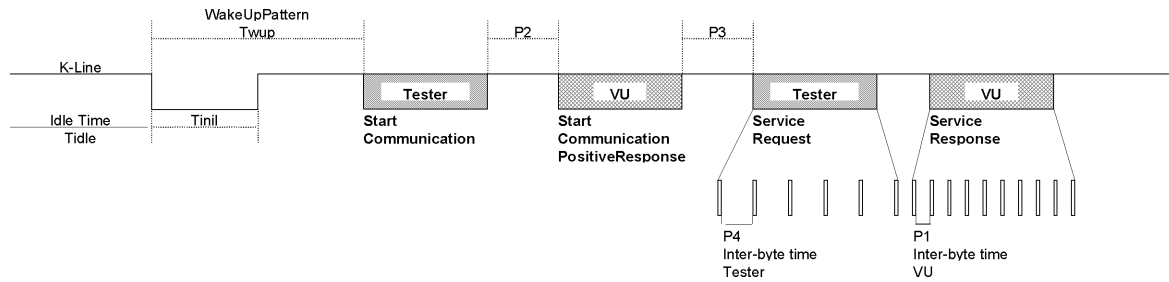 WakeUpPattern
Twup
P2
P3
K-Line
Tester
VU
Tester
VU
Idle Time
Tidle
Tinil
Start
Communication
Start
Communication
PositiveResponse
Service
Request
Service
Response
P4
Inter-byte time
Tester
P1
Inter-byte time
VU